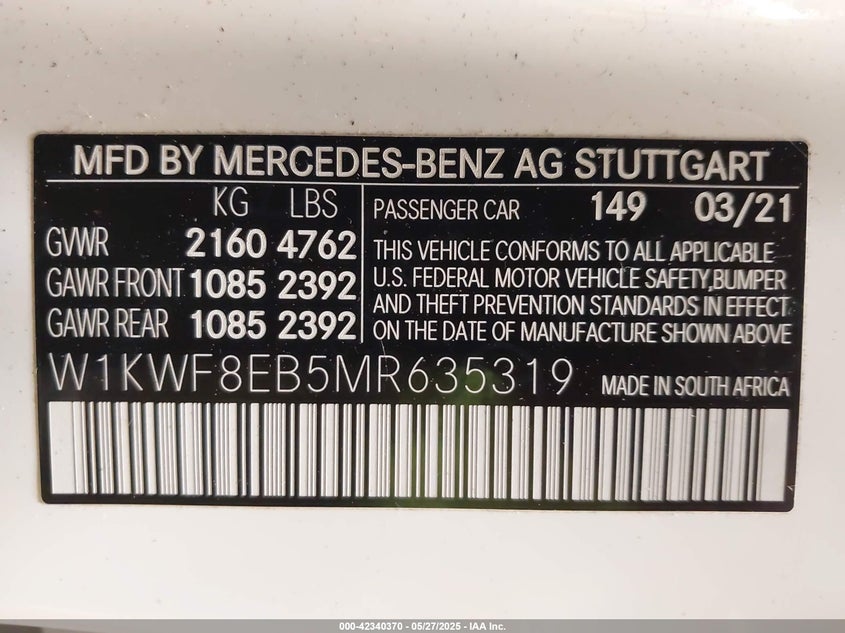 MFD BY MERCEDES-BENZ AG STUTTGART
KG LBS
GVWR 2160 4762
GAWR FRONT 1085 2392
GAWR REAR 1085 2392
PASSENGER CAR 149 03/21
THIS VEHICLE CONFORMS TO ALL APPLICABLE
U.S. FEDERAL MOTOR VEHICLE SAFETY,BUMPER
AND THEFT PREVENTION STANDARDS IN EFFECT
ON THE DATE OF MANUFACTURE SHOWN ABOVE
W1KWF8EB5MR635319 MADE IN SOUTH AFRICA
000-42340370 - 05/27/2025 - IAA Inc.